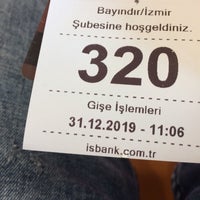 Bayındır/İzmir
Şubesine hoşgeldiniz.
320
Gişe İşlemleri
31.12.2019 - 11:06
isbank.com.tr